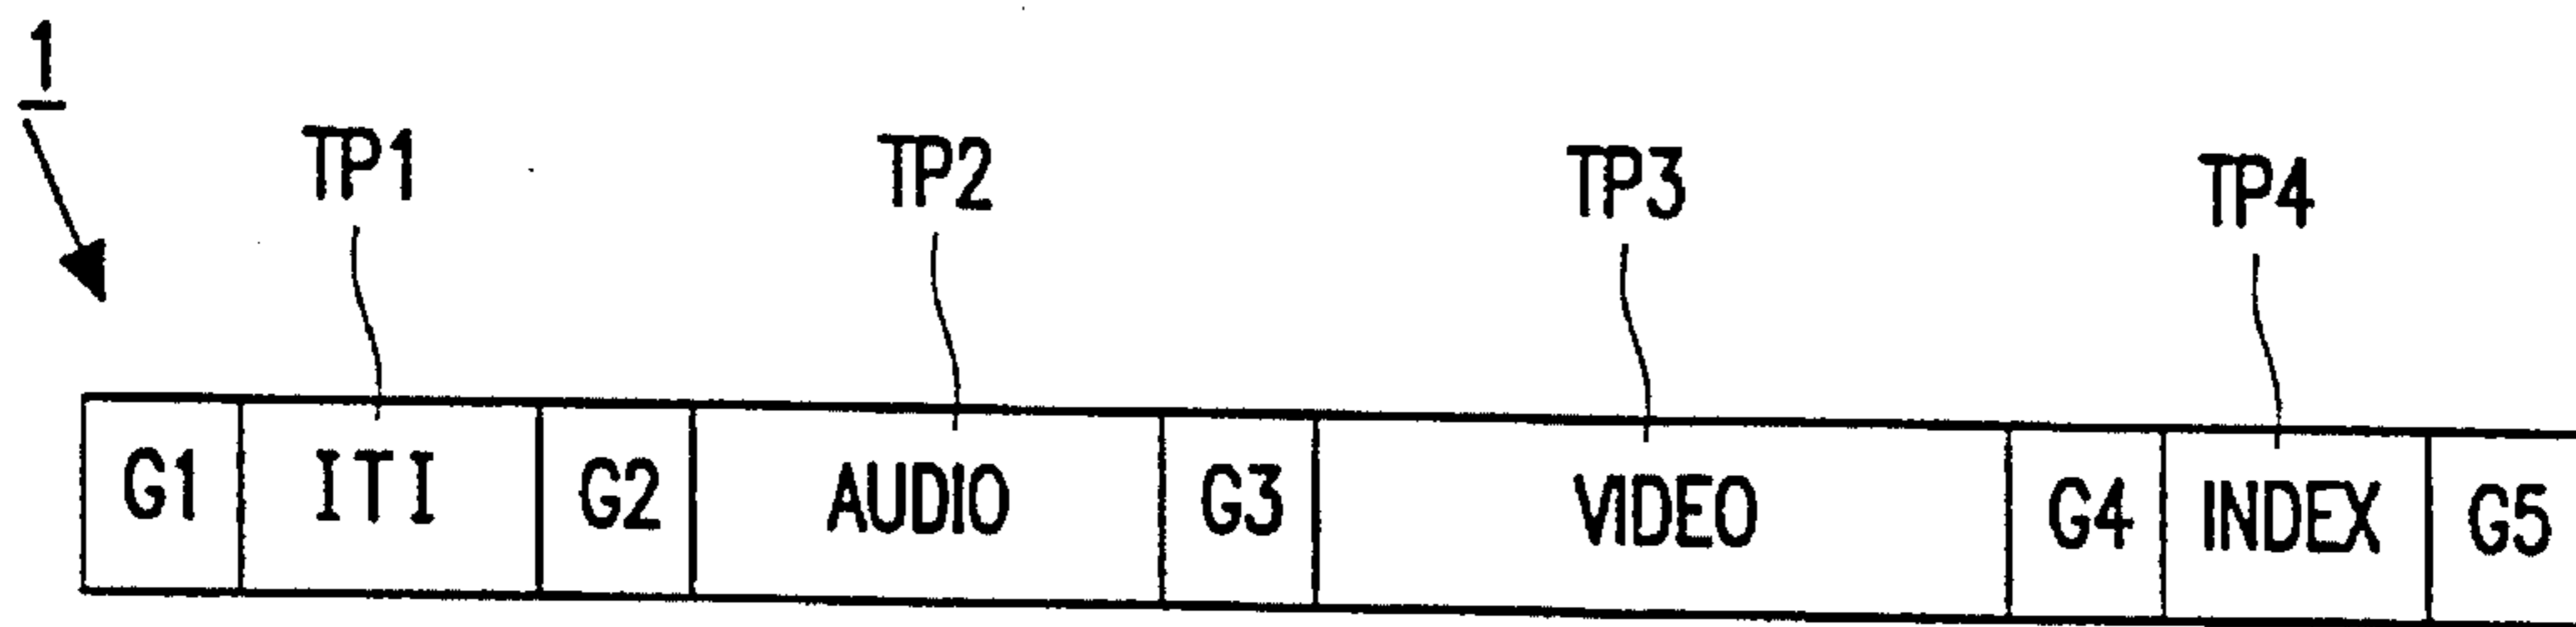 1
TP1 TP2 TP3 TP4
G1 ITI G2 AUDIO G3 VIDEO G4 INDEX G5